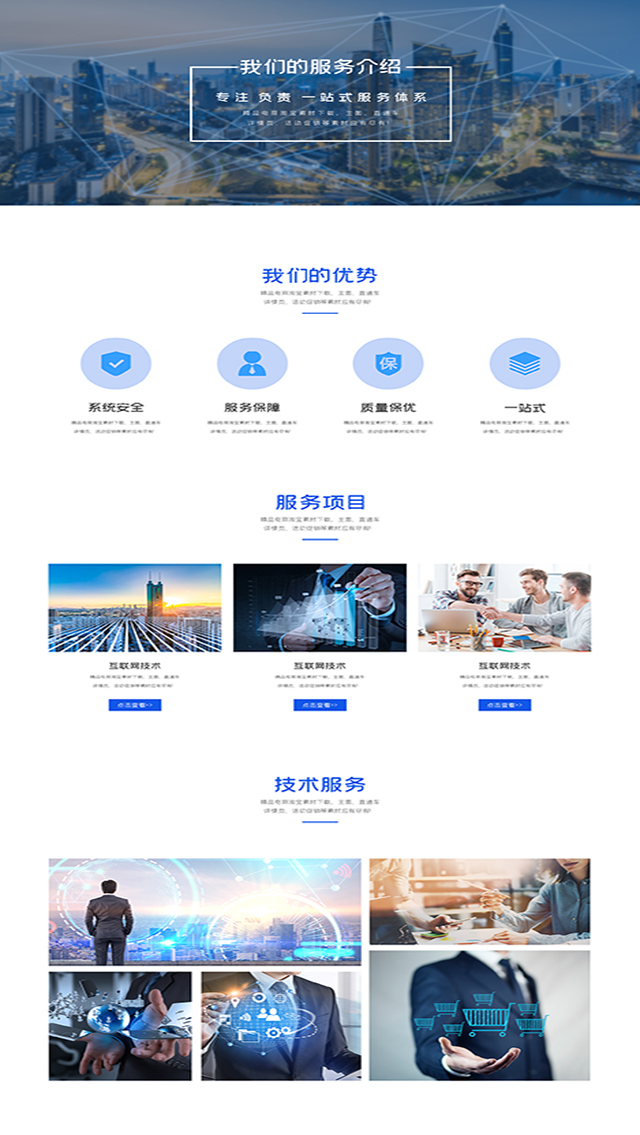 我们的服务介绍
专注 负责 一站式服务体系
精品电商淘宝素材下载，主图，直通车
详情页，活动促销等素材应有尽有!
我们的优势
精品电商淘宝素材下载，主图，直通车
详情页，活动促销等素材应有尽有!
保
系统安全
服务保障
质量保优
一站式
精品电商淘宝素材下载，主图，直通车
详情页，活动促销等素材应有尽有!
精品电商淘宝素材下载，主图，直通车
详情页，活动促销等素材应有尽有!
精品电商淘宝素材下载，主图，直通车
详情页，活动促销等素材应有尽有!
精品电商淘宝素材下载，主图，直通车
详情页，活动促销等素材应有尽有!
服务项目
精品电商淘宝素材下载，主图，直通车
详情页，活动促销等素材应有尽有!
互联网技术
互联网技术
互联网技术
精品电商淘宝素材下载，主图，直通车
详情页，活动促销等素材应有尽有!
精品电商淘宝素材下载，主图，直通车
详情页，活动促销等素材应有尽有!
精品电商淘宝素材下载，主图，直通车
详情页，活动促销等素材应有尽有!
点击查看>>
点击查看>>
点击查看>>
技术服务
精品电商淘宝素材下载，主图，直通车
详情页，活动促销等素材应有尽有!